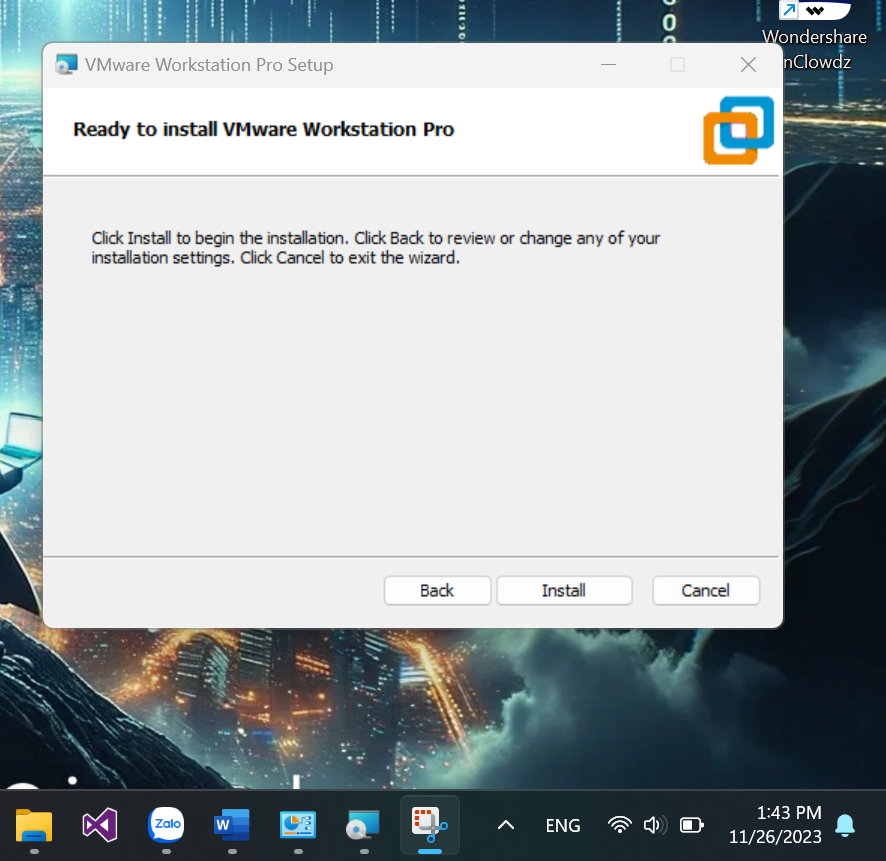 Wondershare
nClowdz
VMware Workstation Pro Setup
Ready to install VMware Workstation Pro
Click Install to begin the installation. Click Back to review or change any of your
installation settings. Click Cancel to exit the wizard.
Back
Install
Cancel
Zalo
W
ENG
1:43 PM
11/26/2023